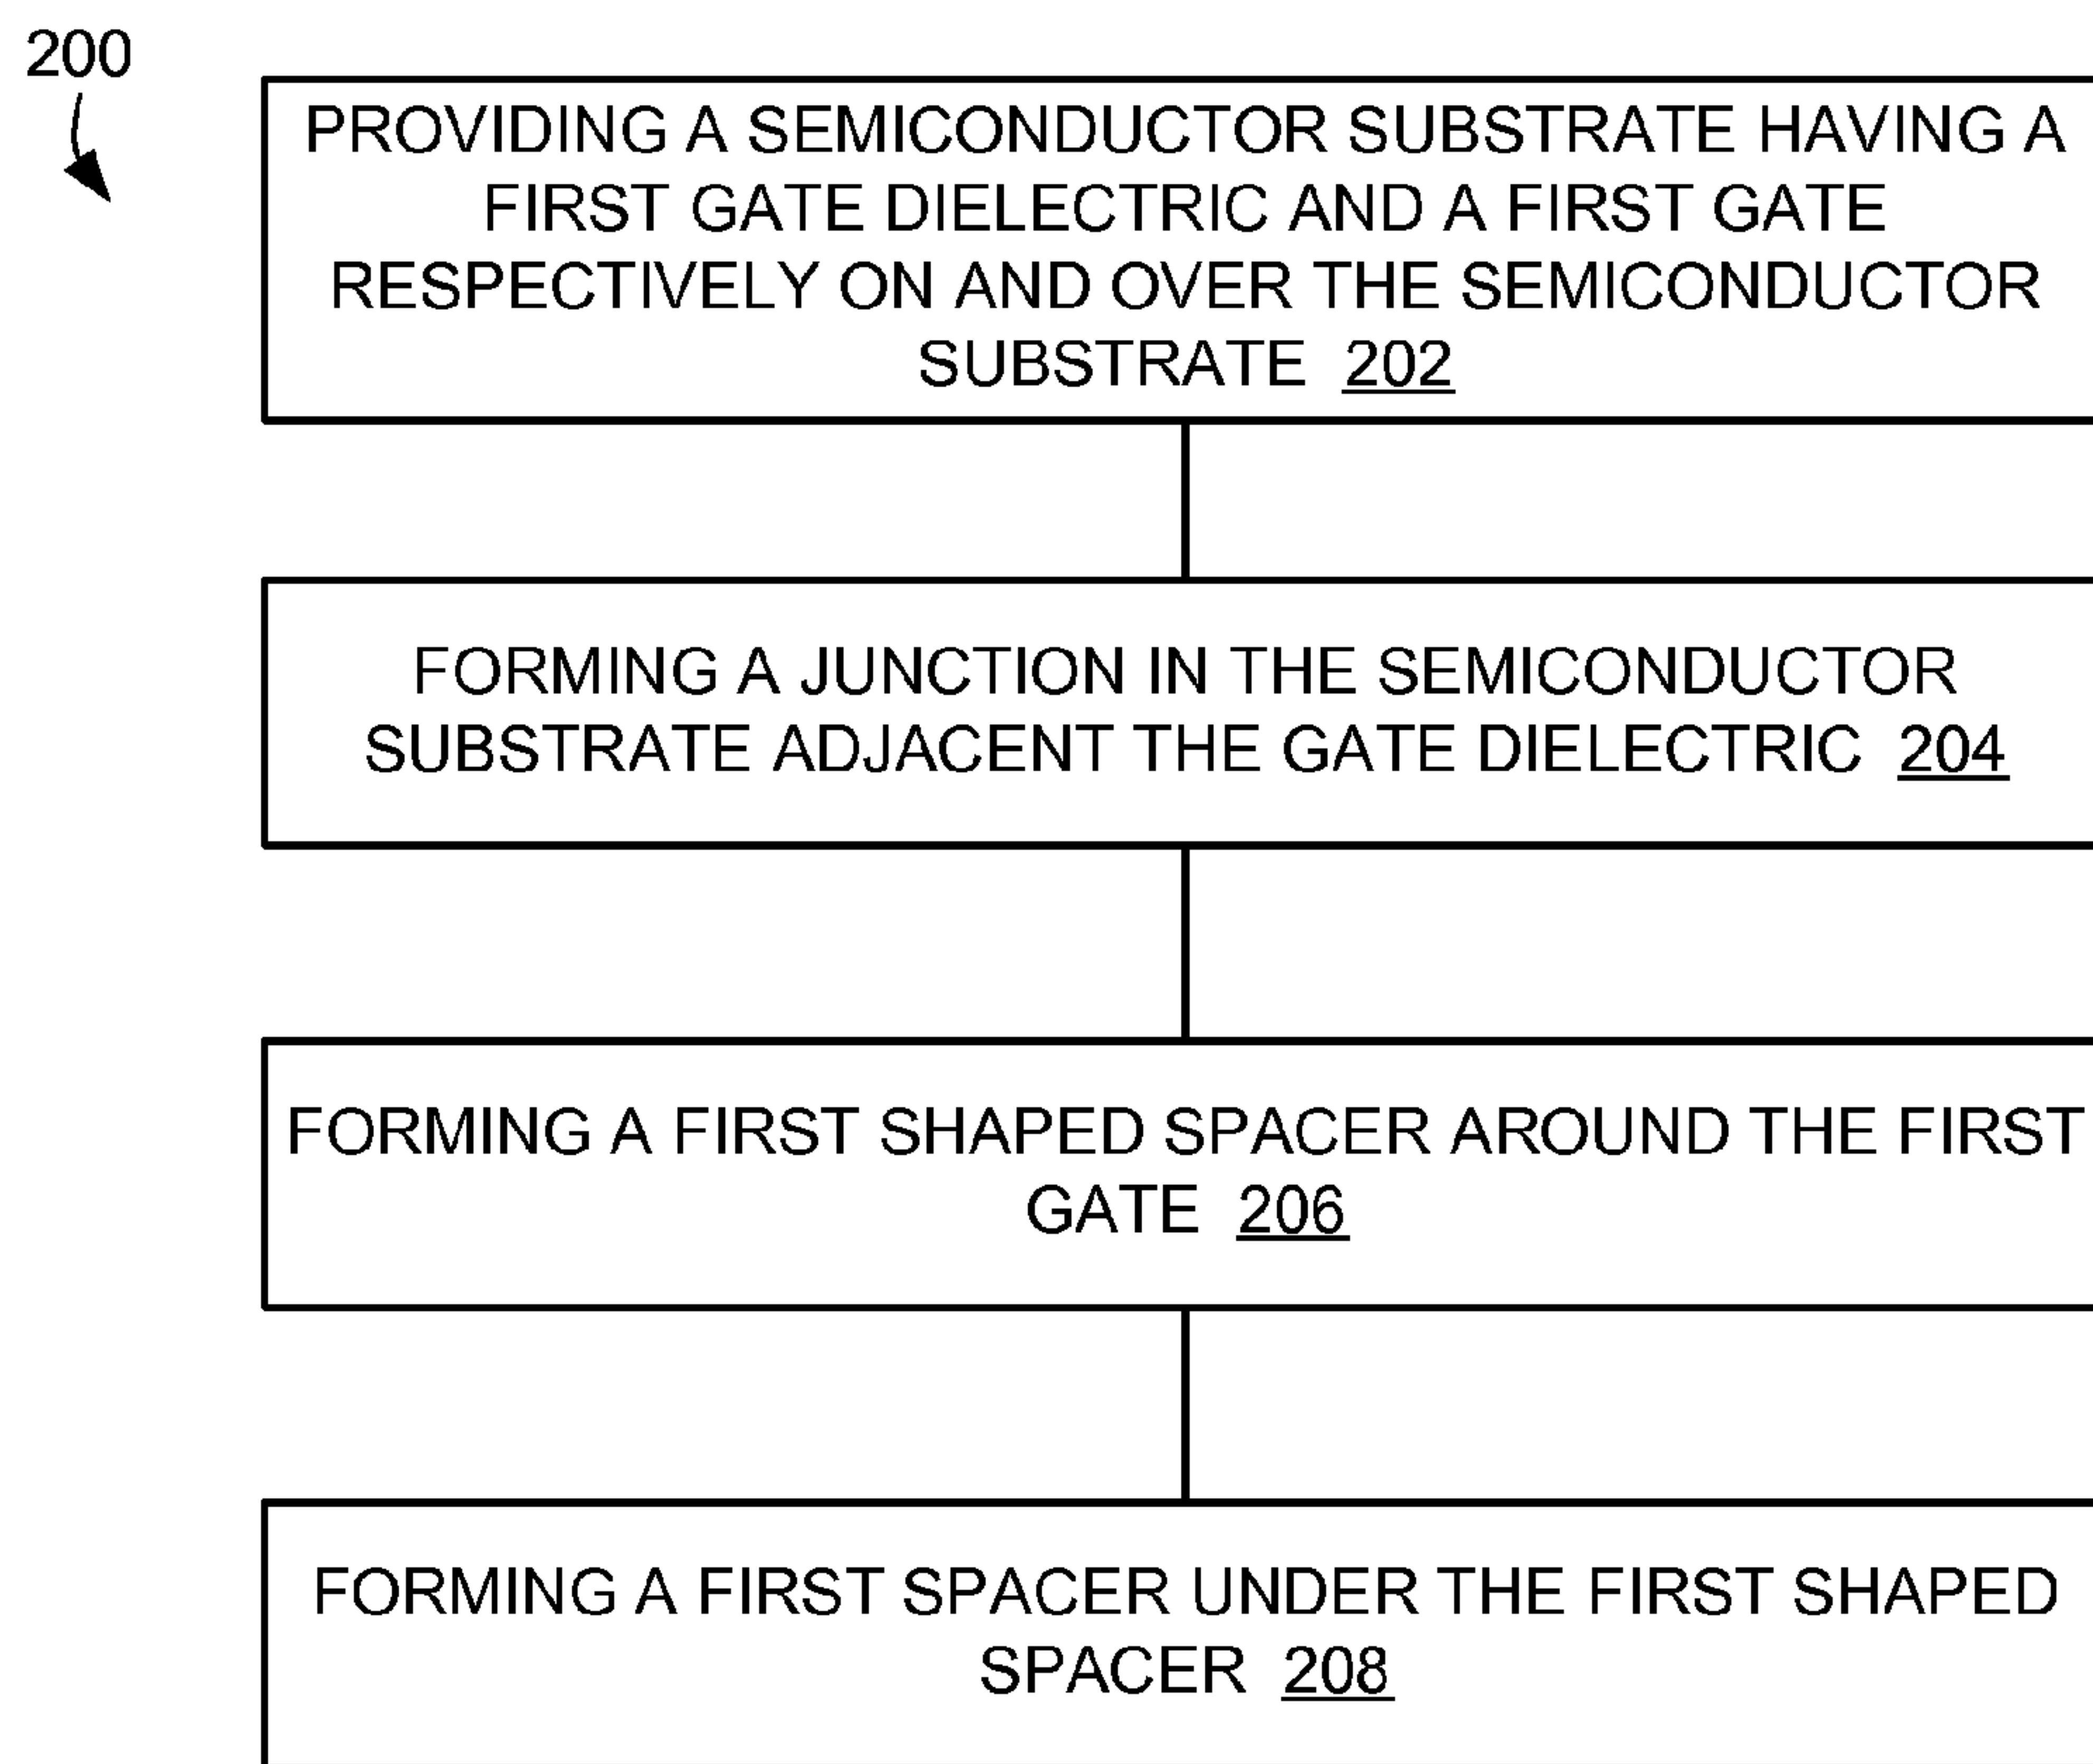 200
PROVIDING A SEMICONDUCTOR SUBSTRATE HAVING A
FIRST GATE DIELECTRIC AND A FIRST GATE
RESPECTIVELY ON AND OVER THE SEMICONDUCTOR
SUBSTRATE 202
FORMING A JUNCTION IN THE SEMICONDUCTOR
SUBSTRATE ADJACENT THE GATE DIELECTRIC 204
FORMING A FIRST SHAPED SPACER AROUND THE FIRST
GATE 206
FORMING A FIRST SPACER UNDER THE FIRST SHAPED
SPACER 208